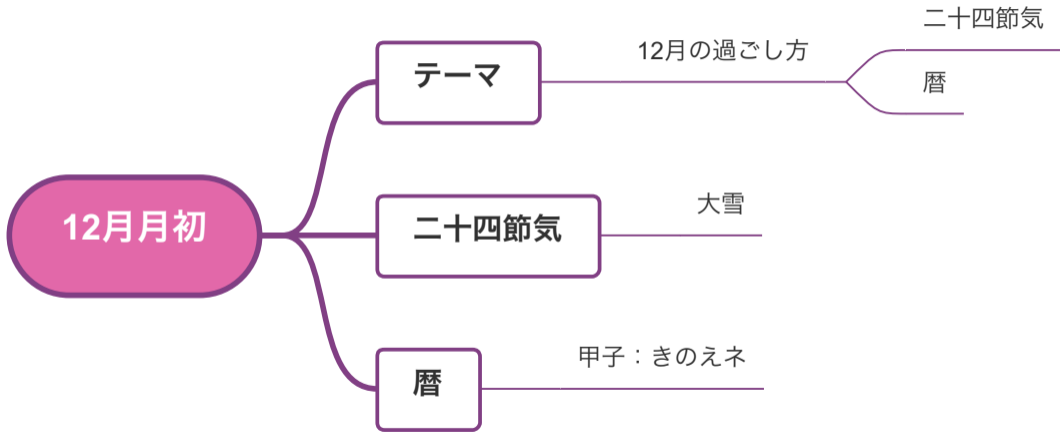 12月月初
テーマ
12月の過ごし方
二十四節気
暦
二十四節気
大雪
暦
甲子：きのえネ